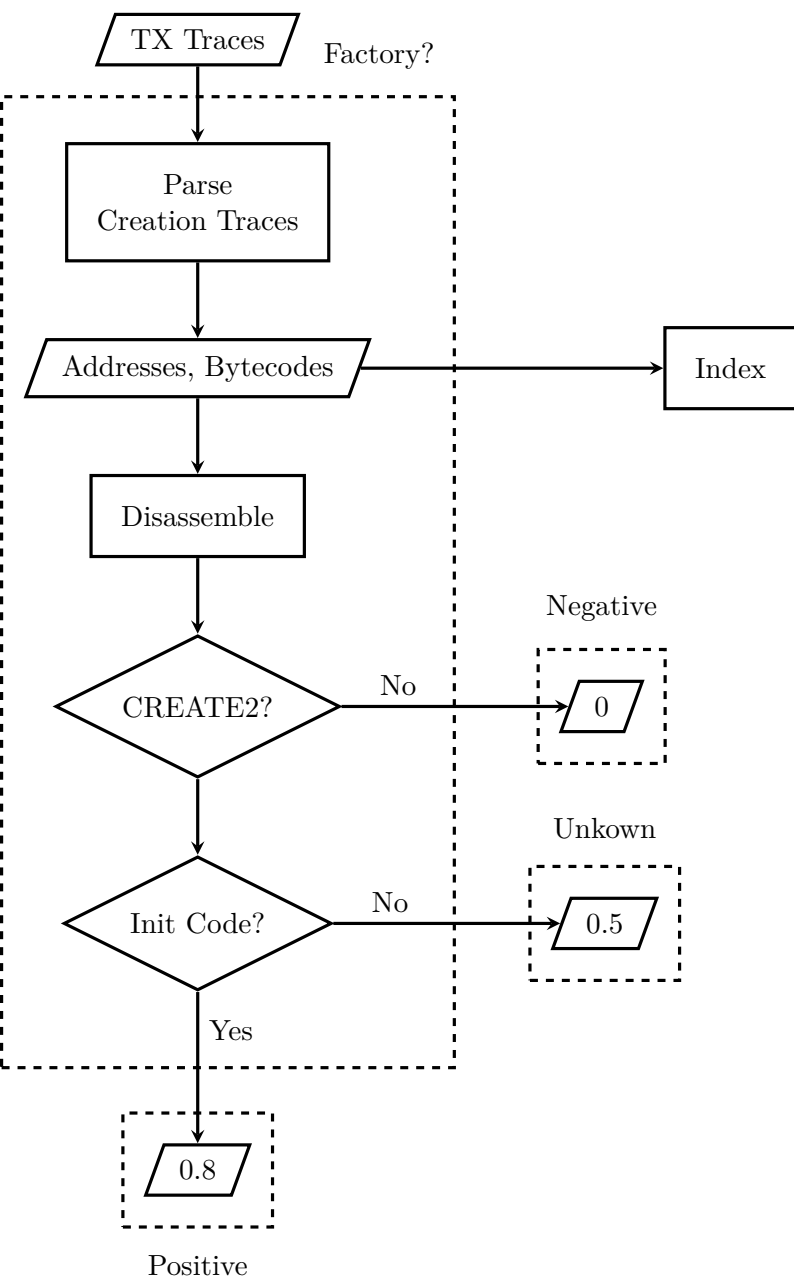 TX Traces
Factory?
Parse
Creation Traces
Addresses, Bytecodes
Index
Disassemble
Negative
CREATE2?
No
0
Unkown
Init Code?
No
0.5
Yes
0.8
Positive